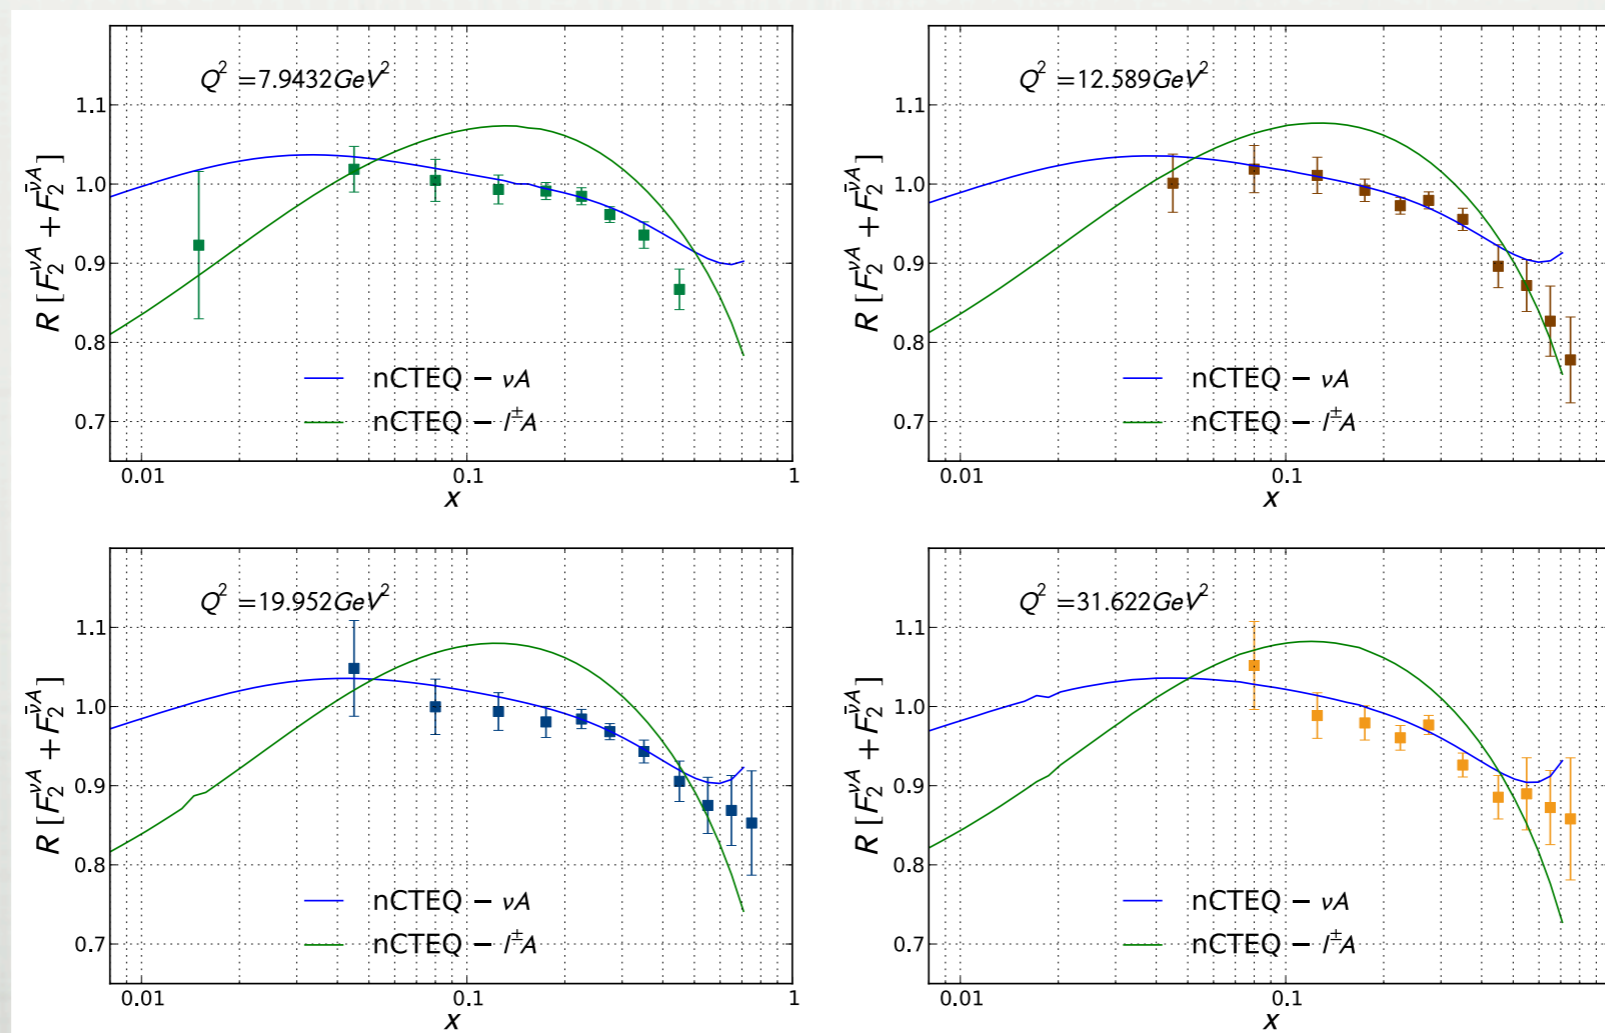 Q² =7.9432GeV²
1.1
1.0
0.9
0.8
0.7
R [F₂^{νA} + F₂^{ν̄A}]
nCTEQ − νA
nCTEQ − l^±A
0.01 0.1 1
x
Q² =12.589GeV²
1.1
1.0
0.9
0.8
0.7
R [F₂^{νA} + F₂^{ν̄A}]
nCTEQ − νA
nCTEQ − l^±A
0.01 0.1
x
Q² =19.952GeV²
1.1
1.0
0.9
0.8
0.7
R [F₂^{νA} + F₂^{ν̄A}]
nCTEQ − νA
nCTEQ − l^±A
0.01 0.1 1
x
Q² =31.622GeV²
1.1
1.0
0.9
0.8
0.7
R [F₂^{νA} + F₂^{ν̄A}]
nCTEQ − νA
nCTEQ − l^±A
0.01 0.1
x